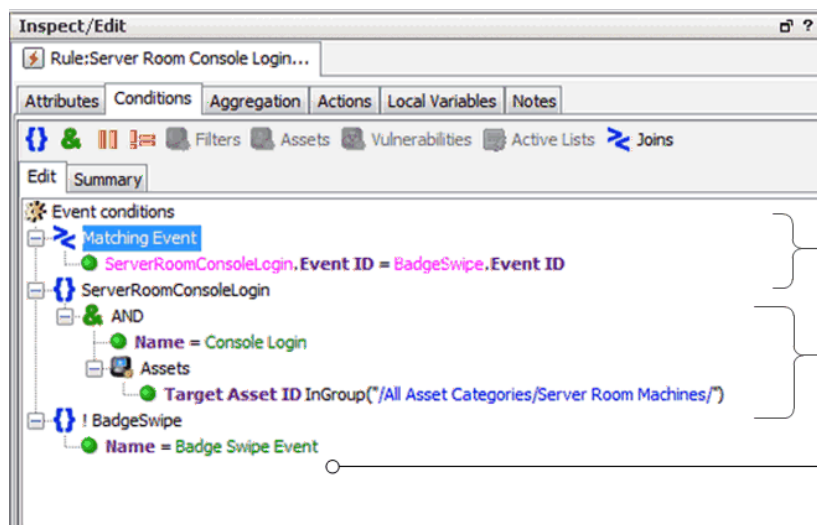 Inspect/Edit ?
Rule:Server Room Console Login...
Attributes Conditions Aggregation Actions Local Variables Notes
{} & Filters Assets Vulnerabilities Active Lists Joins
Edit Summary
Event conditions
Matching Event
ServerRoomConsoleLogin.Event ID = BadgeSwipe.Event ID
{} ServerRoomConsoleLogin
& AND
Name = Console Login
Assets
Target Asset ID InGroup("/All Asset Categories/Server Room Machines/")
{} ! BadgeSwipe
Name = Badge Swipe Event